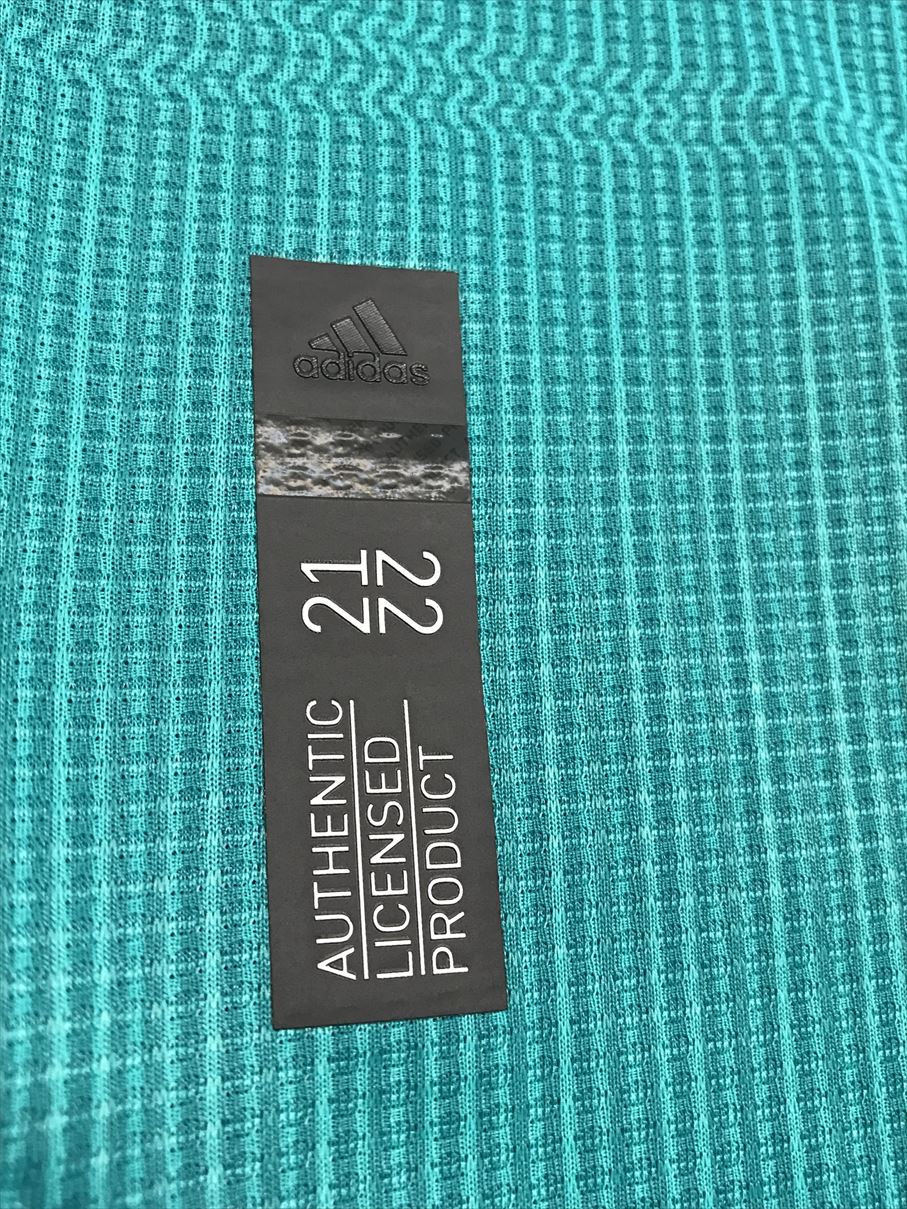 adidas
21
22
AUTHENTIC
LICENSED
PRODUCT